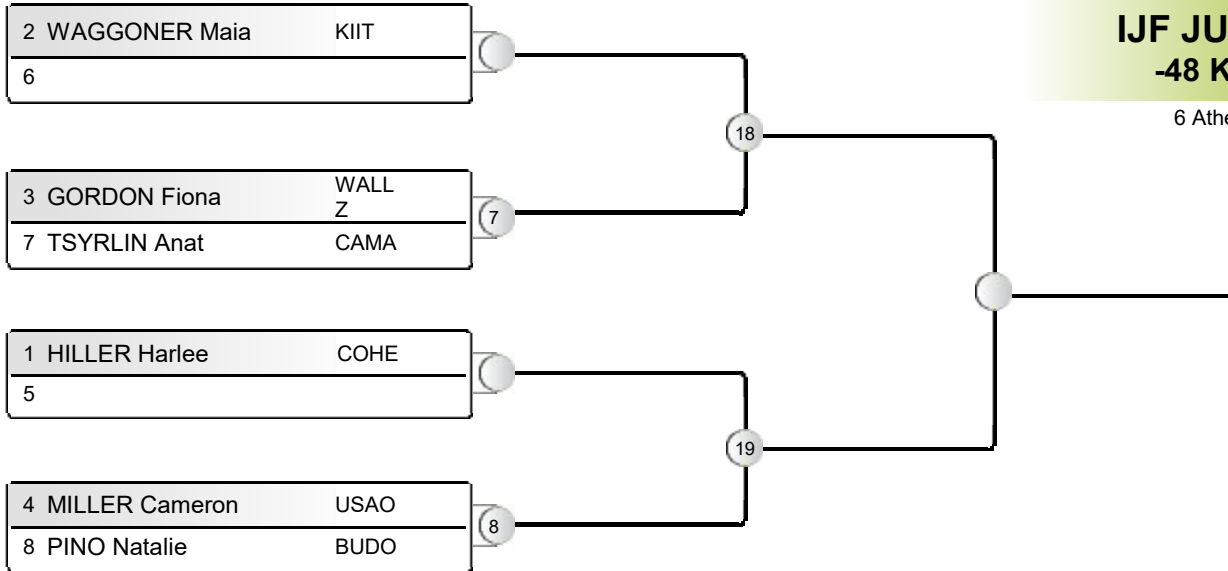 2 WAGGONER Maia KIIT
6
18
3 GORDON Fiona WALL
Z
7
7 TSYRLIN Anat CAMA
1 HILLER Harlee COHE
5
19
4 MILLER Cameron USAO
8
8 PINO Natalie BUDO
IJF JU
-48 K
6 Athe